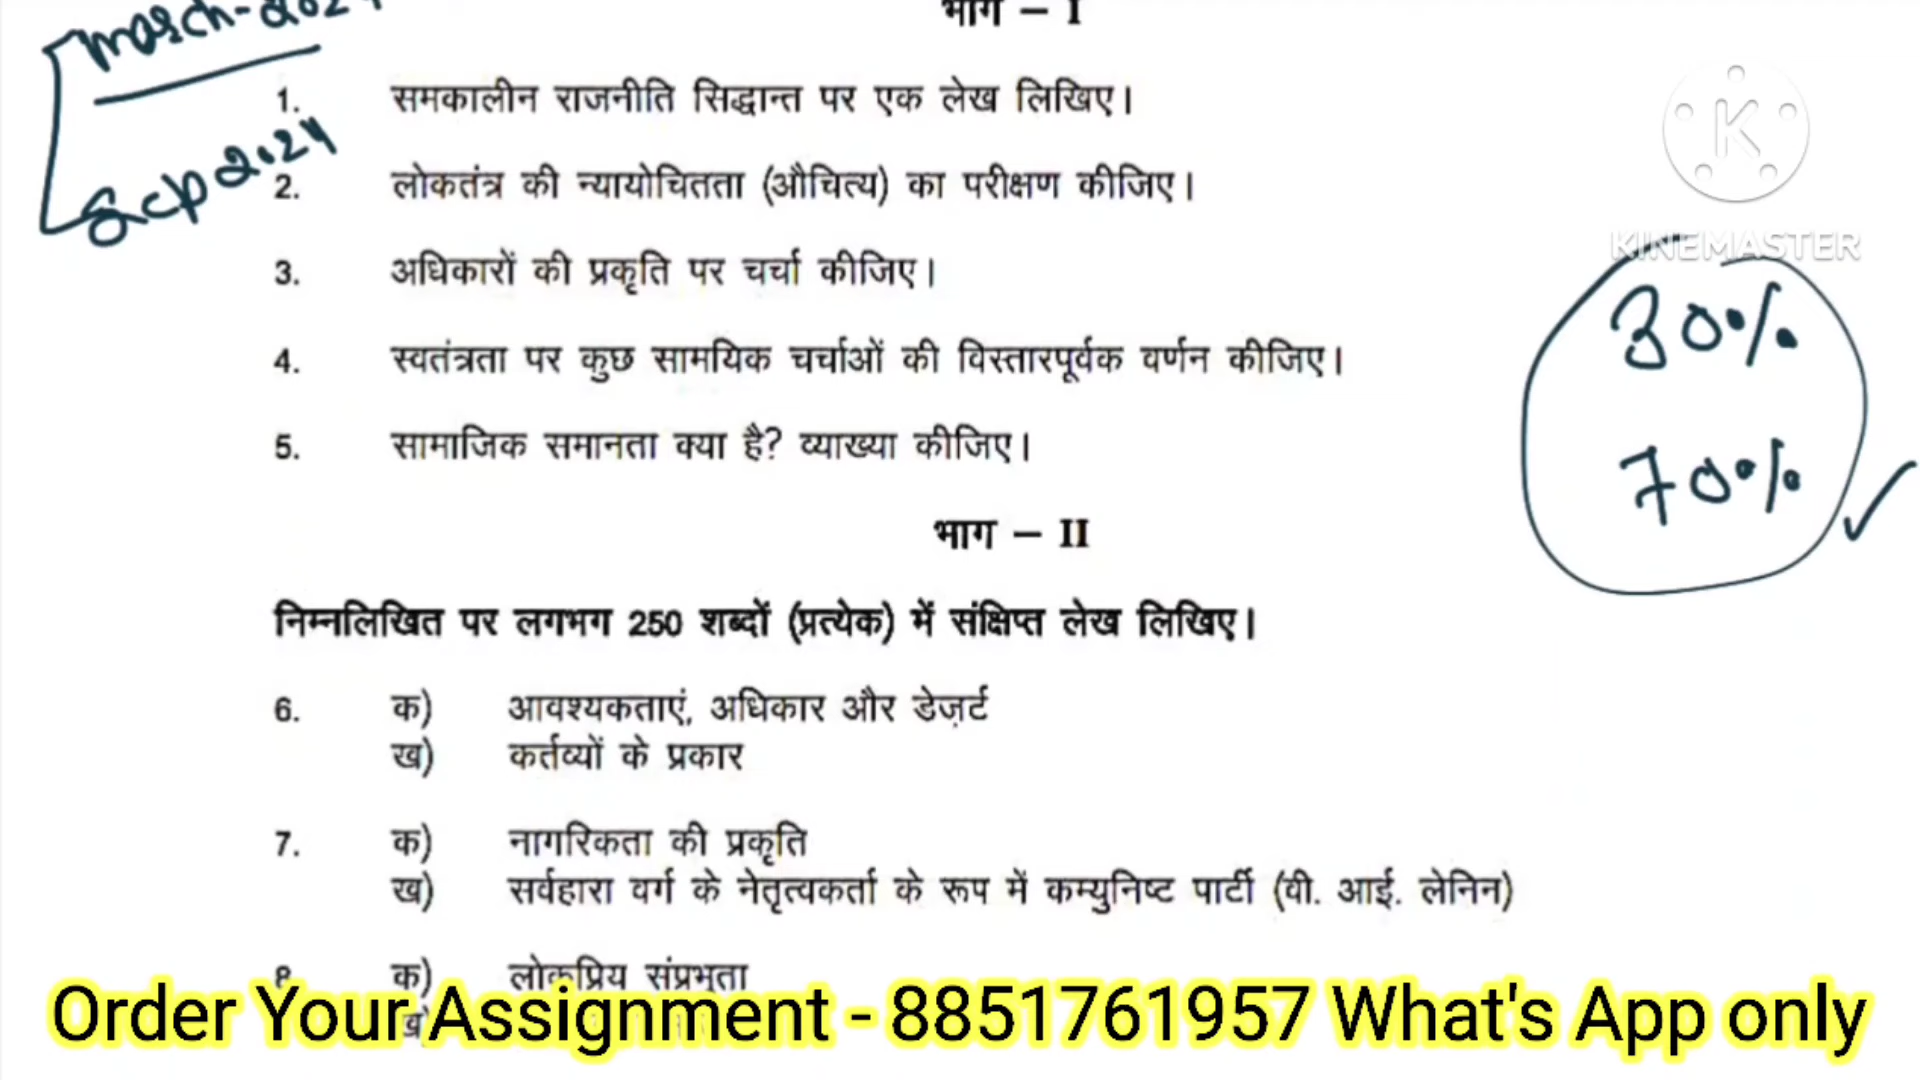 March-2024
भाग – I
1. समकालीन राजनीति सिद्धान्त पर एक लेख लिखिए।
Sep 2024
2. लोकतंत्र की न्यायोचितता (औचित्य) का परीक्षण कीजिए।
3. अधिकारों की प्रकृति पर चर्चा कीजिए।
4. स्वतंत्रता पर कुछ सामयिक चर्चाओं की विस्तारपूर्वक वर्णन कीजिए।
5. सामाजिक समानता क्या है? व्याख्या कीजिए।
K
KINEMASTER
30%
70%
भाग – II
निम्नलिखित पर लगभग 250 शब्दों (प्रत्येक) में संक्षिप्त लेख लिखिए।
6. क) आवश्यकताएं, अधिकार और डेज़र्ट
ख) कर्तव्यों के प्रकार
7. क) नागरिकता की प्रकृति
ख) सर्वहारा वर्ग के नेतृत्वकर्ता के रूप में कम्युनिष्ट पार्टी (वी. आई. लेनिन)
8. क) लोकप्रिय संप्रभुता
ख)
Order Your Assignment - 8851761957 What's App only